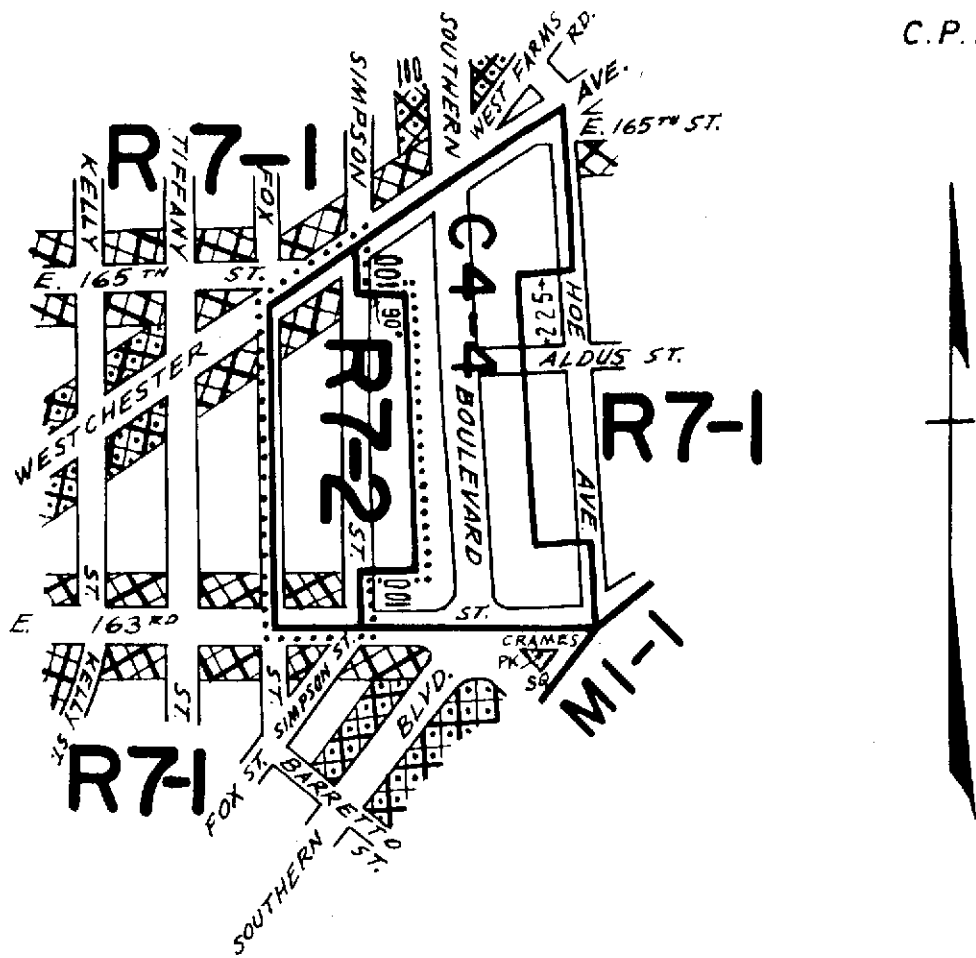 C.P.
R7-1
KELLY
TIFFANY
FOX
SIMPSON
100
SOUTHERN
WEST FARMS
RD.
AVE.
E. 165TH ST.
E. 165TH ST.
WESTCHESTER
C4-4
100
90
R7-2
225
HOE
ALDUS ST.
R7-1
BOULEVARD
AVE.
ST.
ST.
100
E. 163RD
ST.
CRAMES
PK.
SQ.
M1-1
KELLY
ST.
ST.
ST.
SIMPSON ST.
BLVD.
R7-1
FOX ST.
BARRETTO
ST.
SOUTHERN